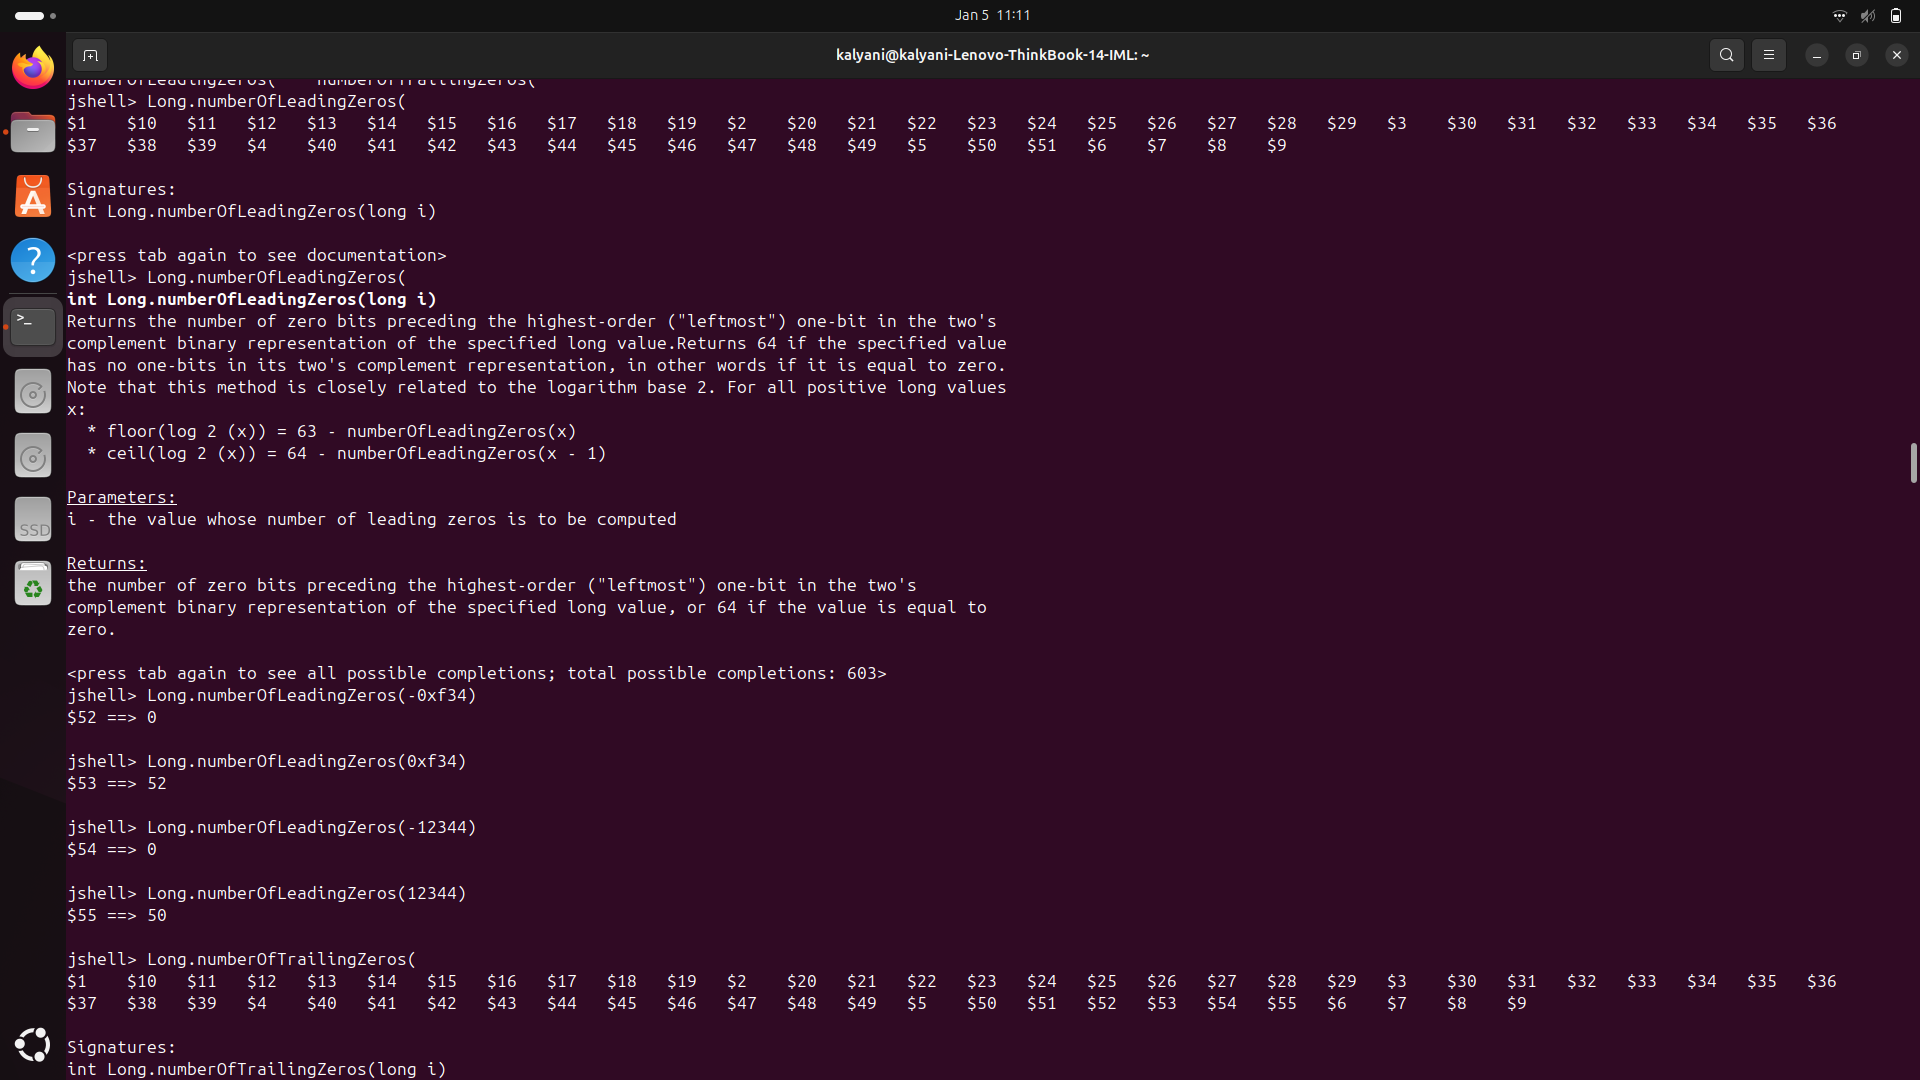 Jan 5 11:11
kalyani@kalyani-Lenovo-ThinkBook-14-IML: ~
numberOfLeadingZeros(    numberOfTrailingZeros(
jshell> Long.numberOfLeadingZeros(
$1    $10   $11   $12   $13   $14   $15   $16   $17   $18   $19   $2    $20   $21   $22   $23   $24   $25   $26   $27   $28   $29   $3    $30   $31   $32   $33   $34   $35   $36
$37   $38   $39   $4    $40   $41   $42   $43   $44   $45   $46   $47   $48   $49   $5    $50   $51   $6    $7    $8    $9
Signatures:
int Long.numberOfLeadingZeros(long i)
<press tab again to see documentation>
jshell> Long.numberOfLeadingZeros(
int Long.numberOfLeadingZeros(long i)
Returns the number of zero bits preceding the highest-order ("leftmost") one-bit in the two's
complement binary representation of the specified long value.Returns 64 if the specified value
has no one-bits in its two's complement representation, in other words if it is equal to zero.
Note that this method is closely related to the logarithm base 2. For all positive long values
x:
  * floor(log 2 (x)) = 63 - numberOfLeadingZeros(x)
  * ceil(log 2 (x)) = 64 - numberOfLeadingZeros(x - 1)
Parameters:
i - the value whose number of leading zeros is to be computed
Returns:
the number of zero bits preceding the highest-order ("leftmost") one-bit in the two's
complement binary representation of the specified long value, or 64 if the value is equal to
zero.
<press tab again to see all possible completions; total possible completions: 603>
jshell> Long.numberOfLeadingZeros(-0xf34)
$52 ==> 0
jshell> Long.numberOfLeadingZeros(0xf34)
$53 ==> 52
jshell> Long.numberOfLeadingZeros(-12344)
$54 ==> 0
jshell> Long.numberOfLeadingZeros(12344)
$55 ==> 50
jshell> Long.numberOfTrailingZeros(
$1    $10   $11   $12   $13   $14   $15   $16   $17   $18   $19   $2    $20   $21   $22   $23   $24   $25   $26   $27   $28   $29   $3    $30   $31   $32   $33   $34   $35   $36
$37   $38   $39   $4    $40   $41   $42   $43   $44   $45   $46   $47   $48   $49   $5    $50   $51   $52   $53   $54   $55   $6    $7    $8    $9
Signatures:
int Long.numberOfTrailingZeros(long i)
SSD